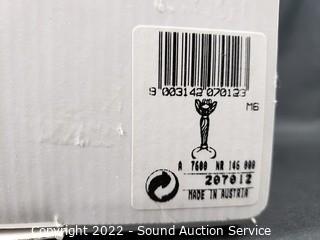 9 003142 070123
M6
A 7600 NR 146 000
207012
MADE IN AUSTRIA
Copyright 2022 - Sound Auction Service